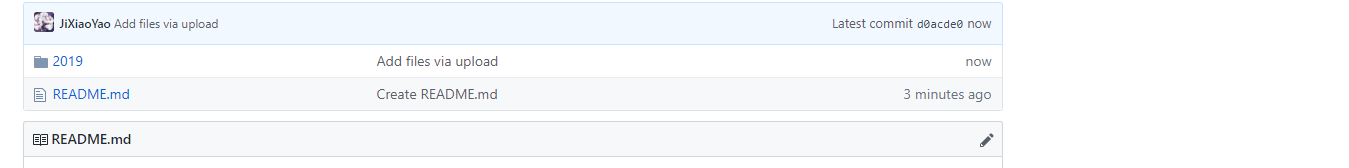 JiXiaoYao Add files via upload Latest commit d0acde0 now
2019 Add files via upload now
README.md Create README.md 3 minutes ago
README.md